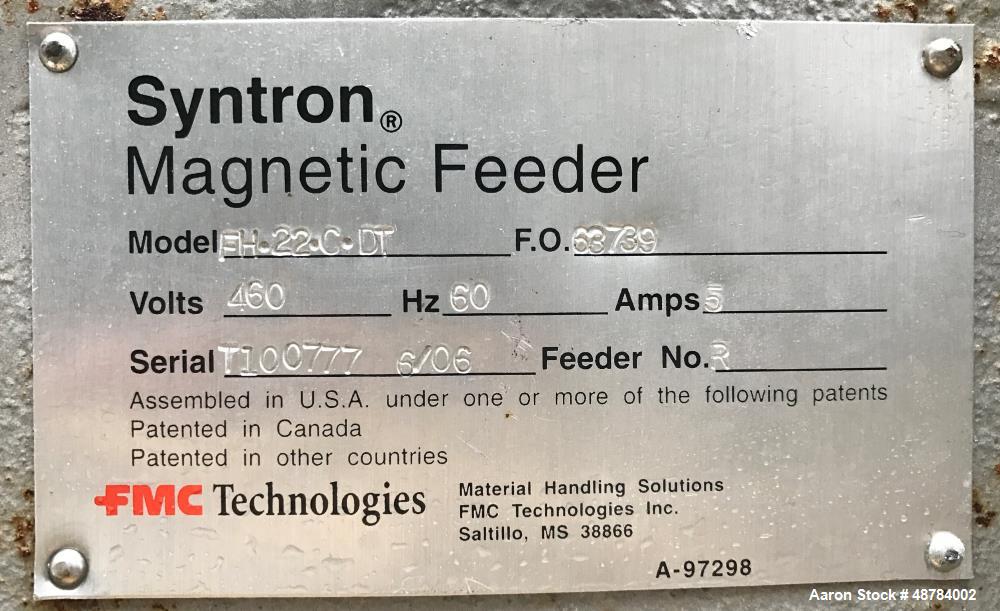 Syntron®
Magnetic Feeder
Model FH•22•C•DT F.O. 63739
Volts 460 Hz 60 Amps 5
Serial T100777 6/06 Feeder No. R
Assembled in U.S.A. under one or more of the following patents
Patented in Canada
Patented in other countries
FMC Technologies
Material Handling Solutions
FMC Technologies Inc.
Saltillo, MS 38866
A-97298
Aaron Stock # 48784002